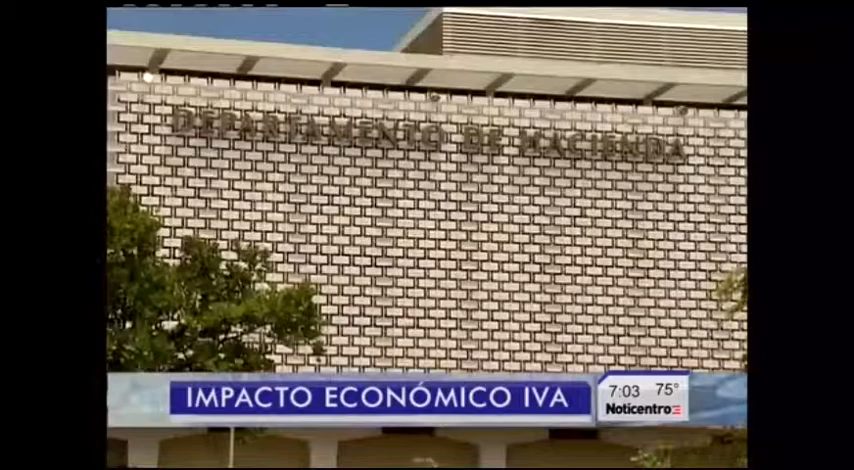 DEPARTAMENTO DE HACIENDA
IMPACTO ECONÓMICO IVA
7:03 75°
Noticentro